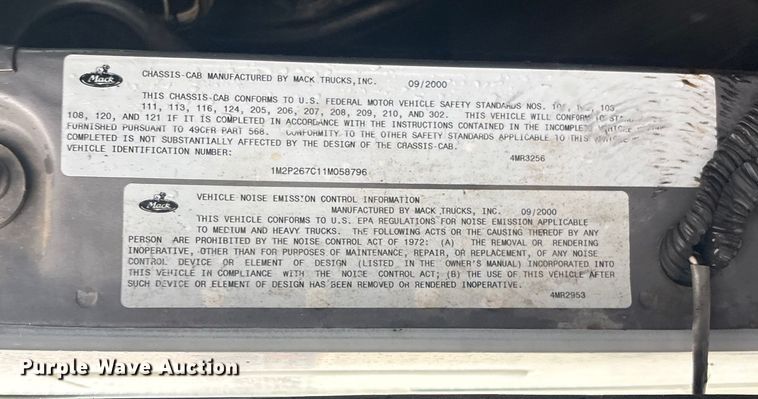 Mack
CHASSIS-CAB MANUFACTURED BY MACK TRUCKS,INC. 09/2000
THIS CHASSIS-CAB CONFORMS TO U.S. FEDERAL MOTOR VEHICLE SAFETY STANDARDS NOS. 103
111, 113, 116, 124, 205, 206, 207, 208, 209, 210, AND 302. THIS VEHICLE WILL CONFORM TO
108, 120, AND 121 IF IT IS COMPLETED IN ACCORDANCE WITH THE INSTRUCTIONS CONTAINED IN THE INCOMPLETE VEHICLE
FURNISHED PURSUANT TO 49CFR PART 568. CONFORMITY TO THE OTHER SAFETY STANDARDS APPLICABLE TO THIS VEHICLE
COMPLETED IS NOT SUBSTANTIALLY AFFECTED BY THE DESIGN OF THE CHASSIS-CAB.
VEHICLE IDENTIFICATION NUMBER: 4MR3256
1M2P267C11M058796
Mack
VEHICLE NOISE EMISSION CONTROL INFORMATION
MANUFACTURED BY MACK TRUCKS, INC. 09/2000
THIS VEHICLE CONFORMS TO U.S. EPA REGULATIONS FOR NOISE EMISSION APPLICABLE
TO MEDIUM AND HEAVY TRUCKS. THE FOLLOWING ACTS OR THE CAUSING THEREOF BY ANY
PERSON ARE PROHIBITED BY THE NOISE CONTROL ACT OF 1972: (A) THE REMOVAL OR RENDERING
INOPERATIVE, OTHER THAN FOR PURPOSES OF MAINTENANCE, REPAIR, OR REPLACEMENT, OF ANY NOISE
CONTROL DEVICE OR ELEMENT OF DESIGN (LISTED IN THE OWNER'S MANUAL) INCORPORATED INTO
THIS VEHICLE IN COMPLIANCE WITH THE NOISE CONTROL ACT; (B) THE USE OF THIS VEHICLE AFTER
SUCH DEVICE OR ELEMENT OF DESIGN HAS BEEN REMOVED OR RENDERED INOPERATIVE.
4MR2953
Purple Wave Auction